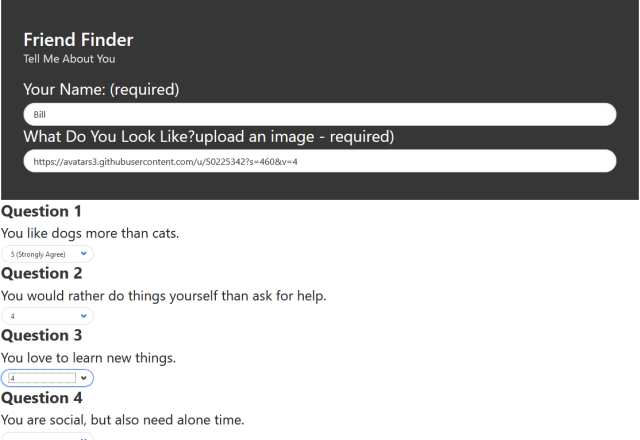 Friend Finder
Tell Me About You
Your Name: (required)
Bill
What Do You Look Like?upload an image - required)
https://avatars3.githubusercontent.com/u/50225342?s=460&v=4
Question 1
You like dogs more than cats.
5 (Strongly Agree)
Question 2
You would rather do things yourself than ask for help.
4
Question 3
You love to learn new things.
4
Question 4
You are social, but also need alone time.